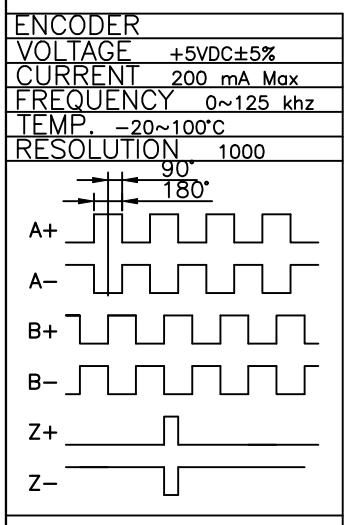 ENCODER
VOLTAGE +5VDC±5%
CURRENT 200 mA Max
FREQUENCY 0~125 khz
TEMP. -20~100°C
RESOLUTION 1000
90°
180°
A+
A-
B+
B-
Z+
Z-